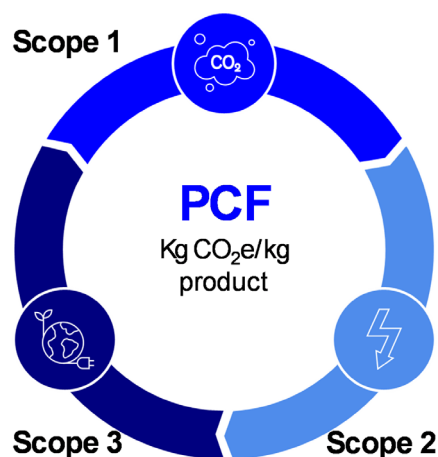 Scope 1
CO₂
PCF
Kg CO₂e/kg
product
Scope 3
Scope 2